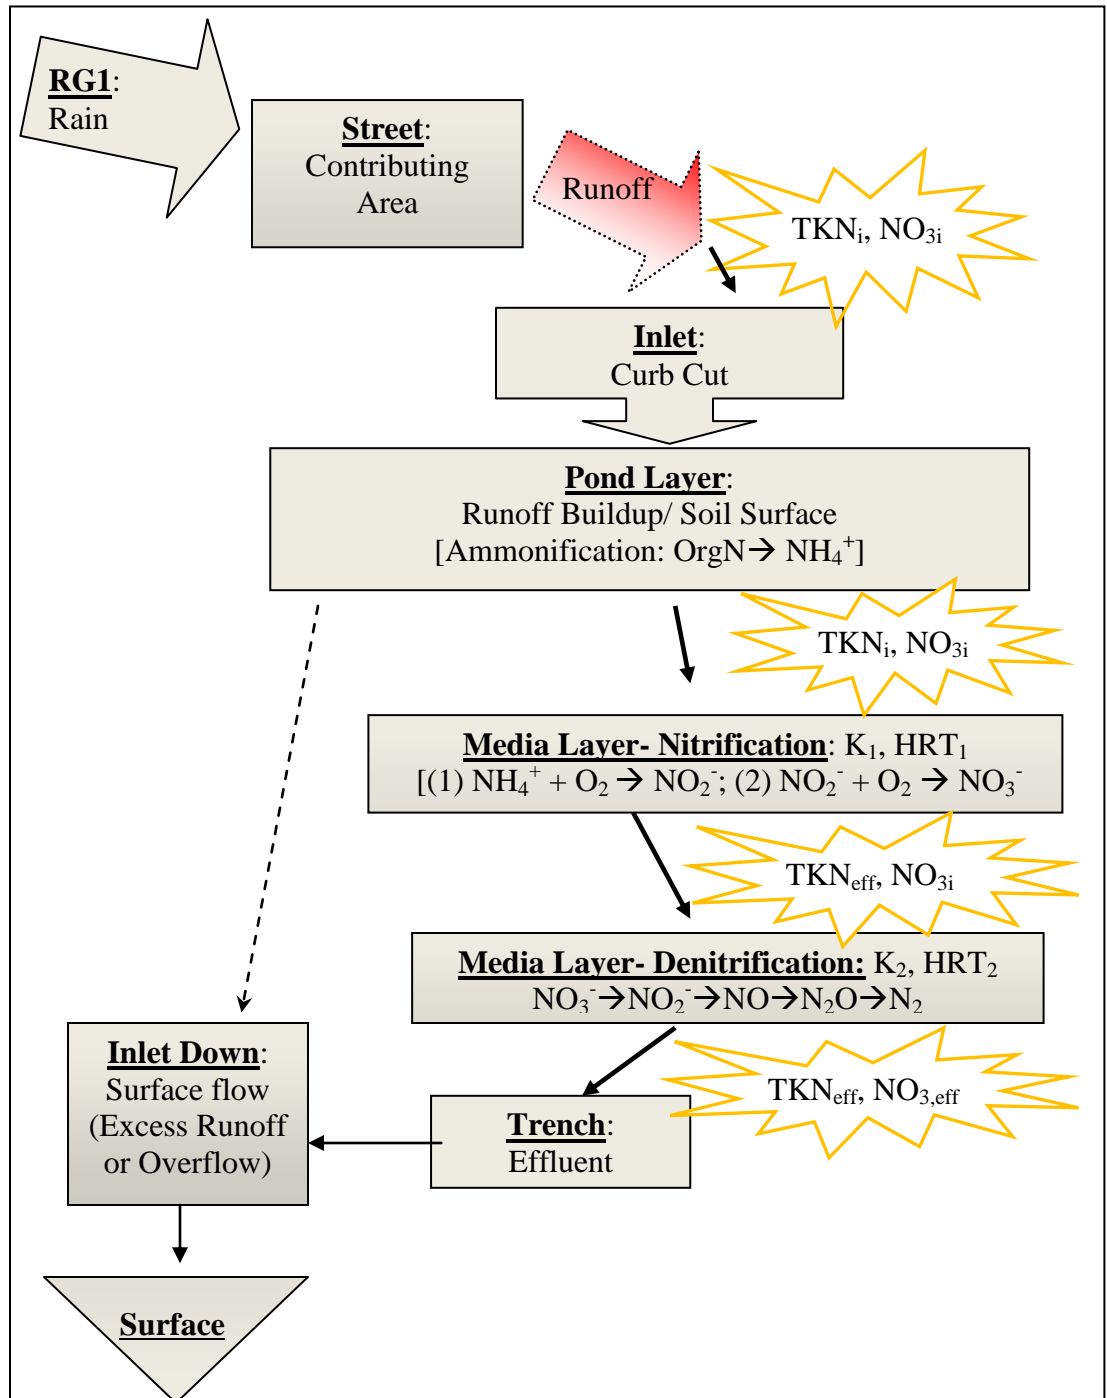 RG1:
Rain
Street:
Contributing
Area
Runoff
TKNᵢ, NO₃ᵢ
Inlet:
Curb Cut
Pond Layer:
Runoff Buildup/ Soil Surface
[Ammonification: OrgN→ NH₄⁺]
TKNᵢ, NO₃ᵢ
Media Layer- Nitrification: K₁, HRT₁
[(1) NH₄⁺ + O₂ → NO₂⁻; (2) NO₂⁻ + O₂ → NO₃⁻
TKNeff, NO₃ᵢ
Media Layer- Denitrification: K₂, HRT₂
NO₃⁻→NO₂⁻→NO→N₂O→N₂
TKNeff, NO₃,eff
Inlet Down:
Surface flow
(Excess Runoff
or Overflow)
Trench:
Effluent
Surface